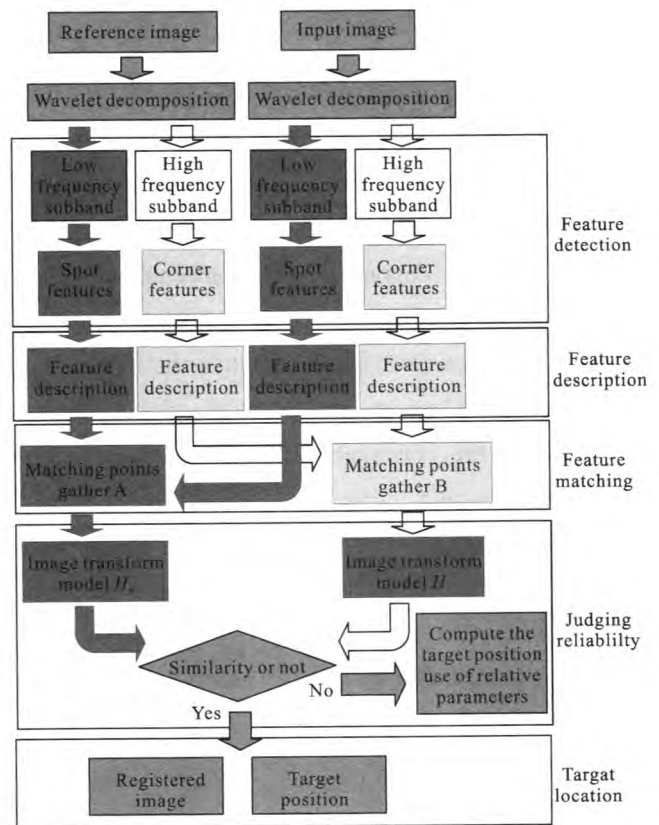 Reference image
Input image
Wavelet decomposition
Wavelet decomposition
Low
frequency
subband
High
frequency
subband
Low
frequency
subband
High
frequency
subband
Feature
detection
Spot
features
Corner
features
Spot
features
Corner
features
Feature
description
Feature
description
Feature
description
Feature
description
Feature
description
Matching points
gather A
Matching points
gather B
Feature
matching
Image transform
model
Image transform
model
Judging
reliablilty
Similarity or not
Compute the
target position
use of relative
parameters
No
Yes
Registered
image
Target
position
Targat
location